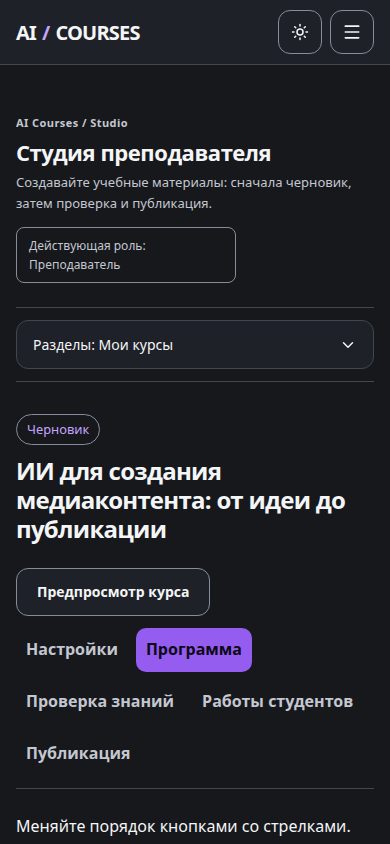 AI / COURSES
AI Courses / Studio
Студия преподавателя
Создавайте учебные материалы: сначала черновик,
затем проверка и публикация.
Действующая роль:
Преподаватель
Разделы: Мои курсы
Черновик
ИИ для создания
медиаконтента: от идеи до
публикации
Предпросмотр курса
Настройки Программа
Проверка знаний Работы студентов
Публикация
Меняйте порядок кнопками со стрелками.